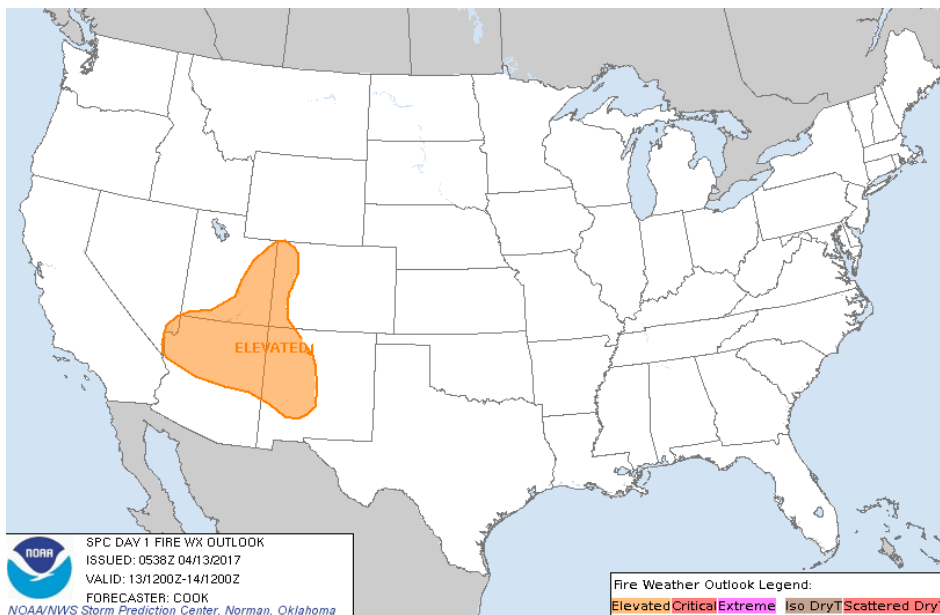 ELEVATED
SPC DAY 1 FIRE WX OUTLOOK
ISSUED: 0538Z 04/13/2017
VALID: 13/1200Z-14/1200Z
FORECASTER: COOK
NOAA/NWS Storm Prediction Center, Norman, Oklahoma
NOAA
Fire Weather Outlook Legend:
Elevated Critical Extreme Iso DryT Scattered Dry